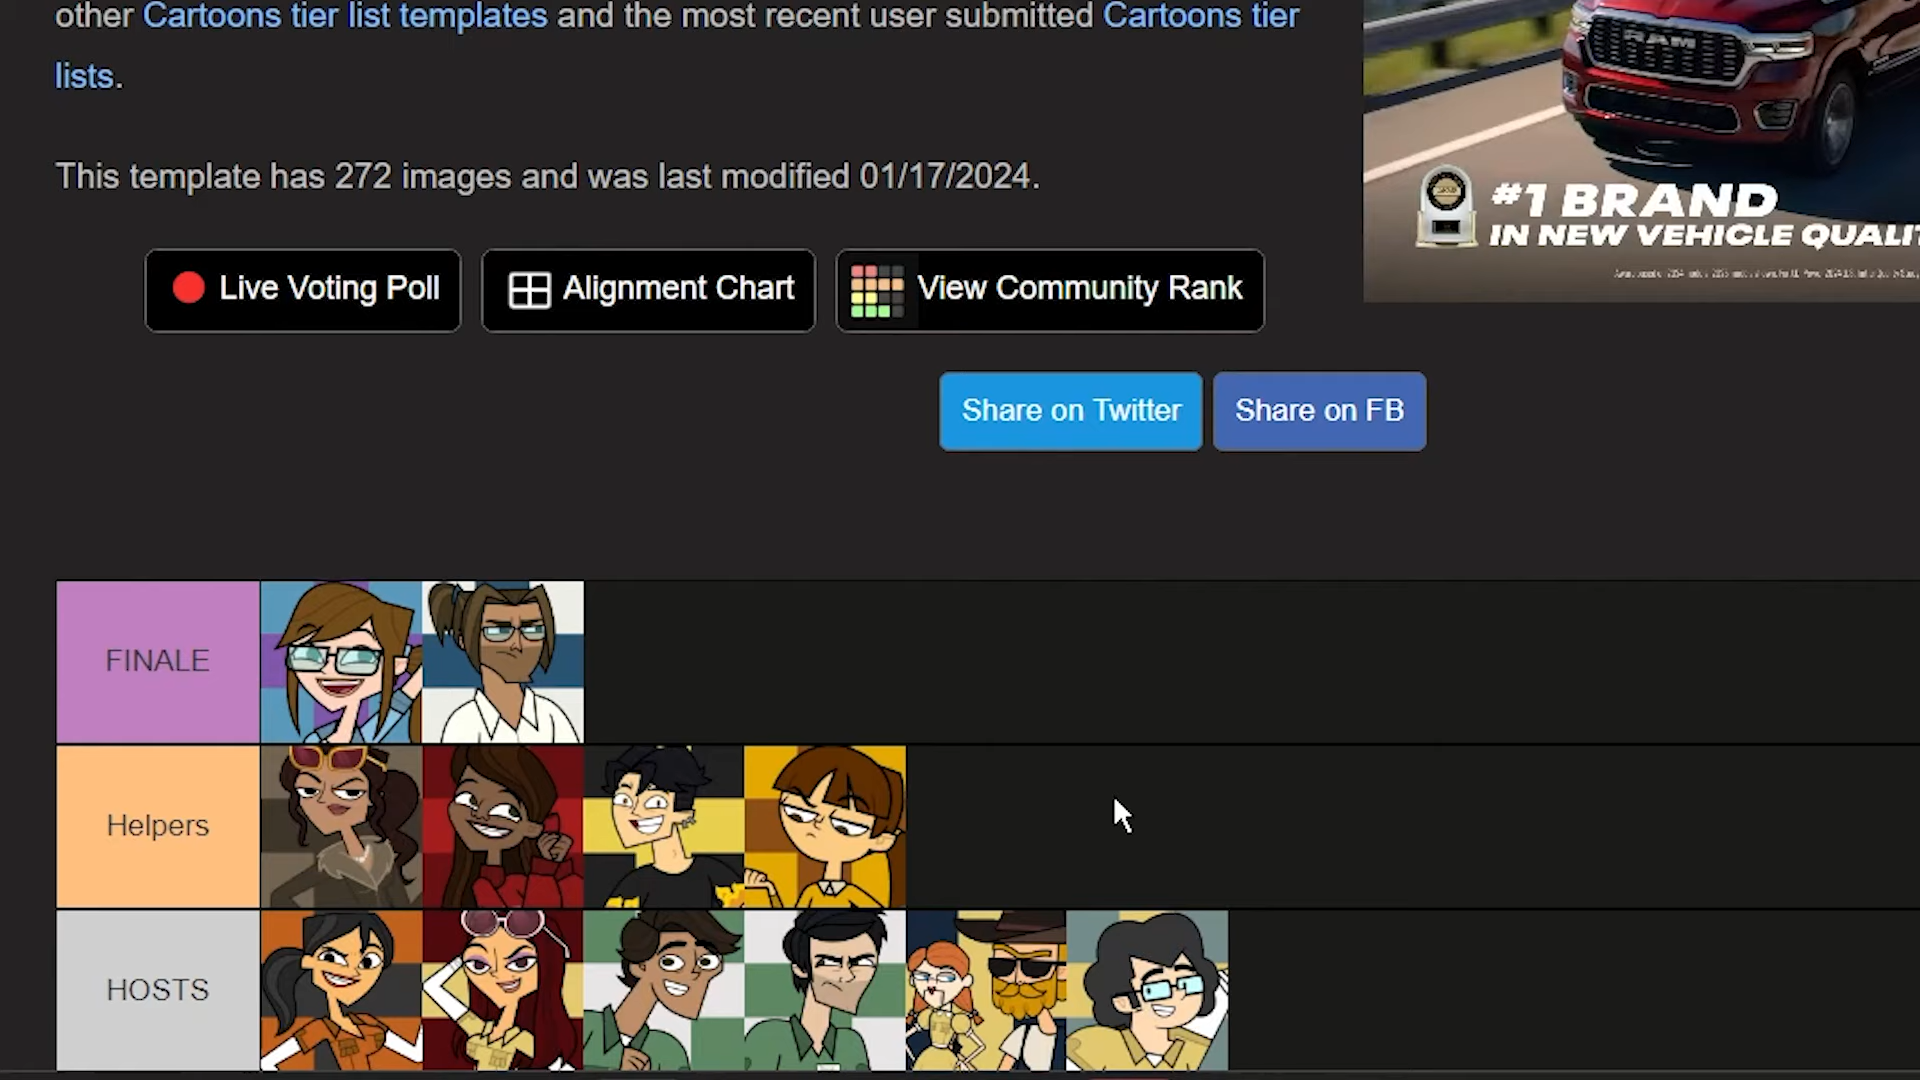 other Cartoons tier list templates and the most recent user submitted Cartoons tier
lists.
This template has 272 images and was last modified 01/17/2024.
Live Voting Poll
Alignment Chart
View Community Rank
Share on Twitter
Share on FB
RAM
#1 BRAND
IN NEW VEHICLE QUALIT
FINALE
Helpers
HOSTS